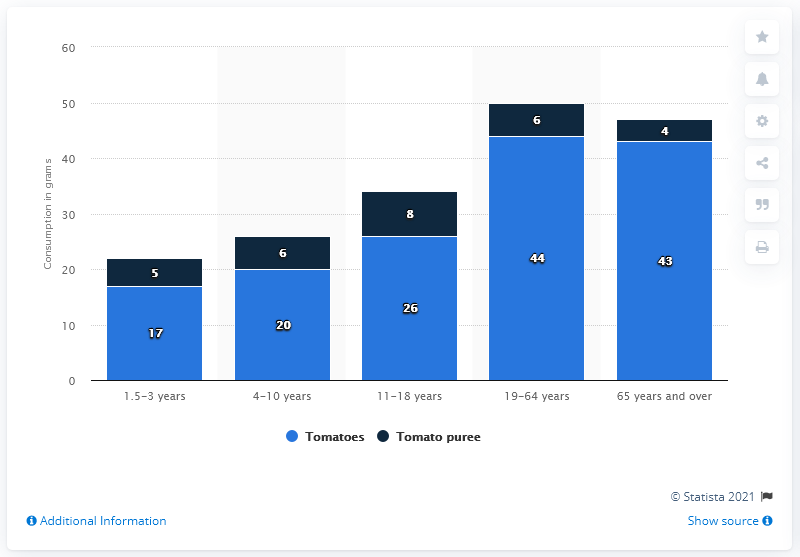 60
50
40
30
20
10
0
Consumption in grams
5
17
6
20
8
26
6
44
4
43
1.5-3 years
4-10 years
11-18 years
19-64 years
65 years and over
Tomatoes
Tomato puree
© Statista 2021
Additional Information
Show source